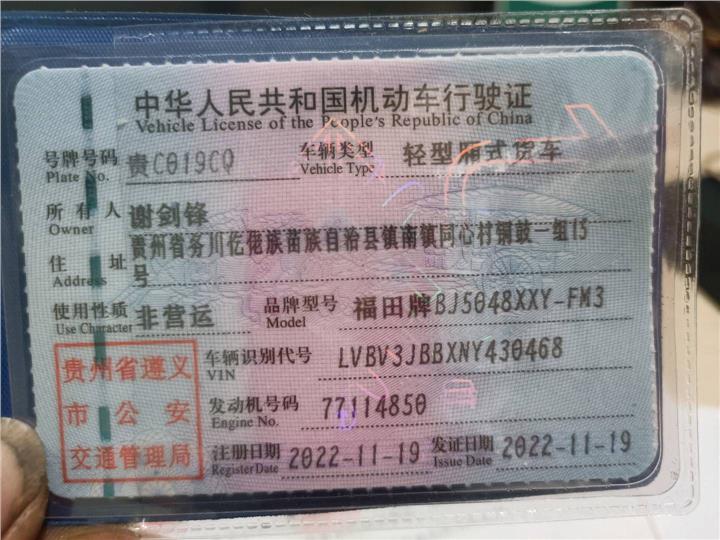 中华人民共和国机动车行驶证
Vehicle License of the People's Republic of China
号牌号码 贵C019CQ 车辆类型 轻型厢式货车
Plate No. Vehicle Type
所有人 谢剑锋
Owner
贵州省务川仡佬族苗族自治县镇南镇同心村铜鼓一组15
住址 号
Address
使用性质 非营运 品牌型号 福田牌BJ5048XXY-FM3
Use Character Model
贵州省遵义
市公安
交通管理局
车辆识别代号 LVBV3JBBXNY430468
VIN
发动机号码 77114850
Engine No.
注册日期 2022-11-19 发证日期 2022-11-19
Register Date Issue Date